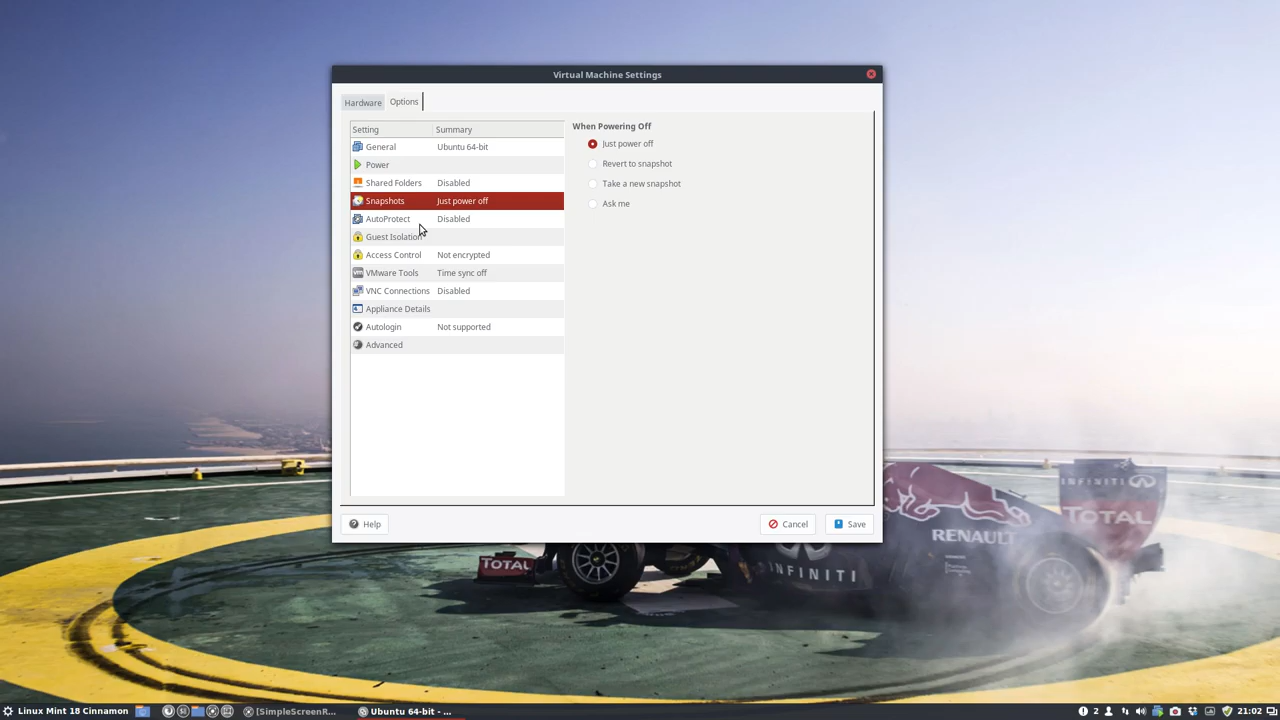 Virtual Machine Settings
Hardware Options
Setting Summary
General Ubuntu 64-bit
Power
Shared Folders Disabled
Snapshots Just power off
AutoProtect Disabled
Guest Isolation
Access Control Not encrypted
VMware Tools Time sync off
VNC Connections Disabled
Appliance Details
Autologin Not supported
Advanced
When Powering Off
Just power off
Revert to snapshot
Take a new snapshot
Ask me
Help Cancel Save
INFINITI
TOTAL
RENAULT
TOTAL
INFINITI
Linux Mint 18 Cinnamon [SimpleScreenR... Ubuntu 64-bit - ... 2 21:02